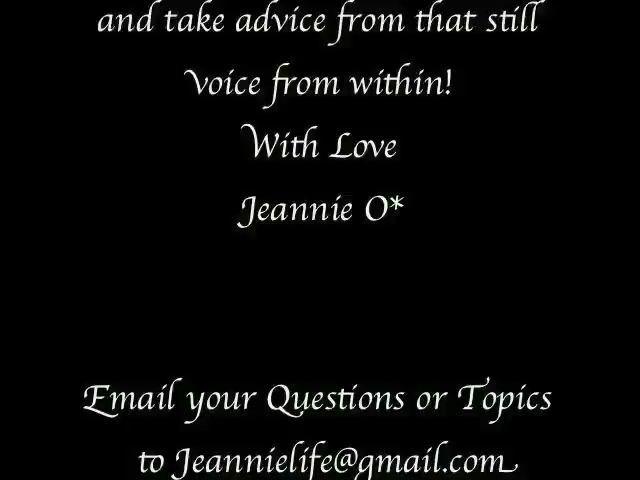 and take advice from that still
voice from within!
With Love
Jeannie O*
Email your Questions or Topics
to Jeannielife@gmail.com